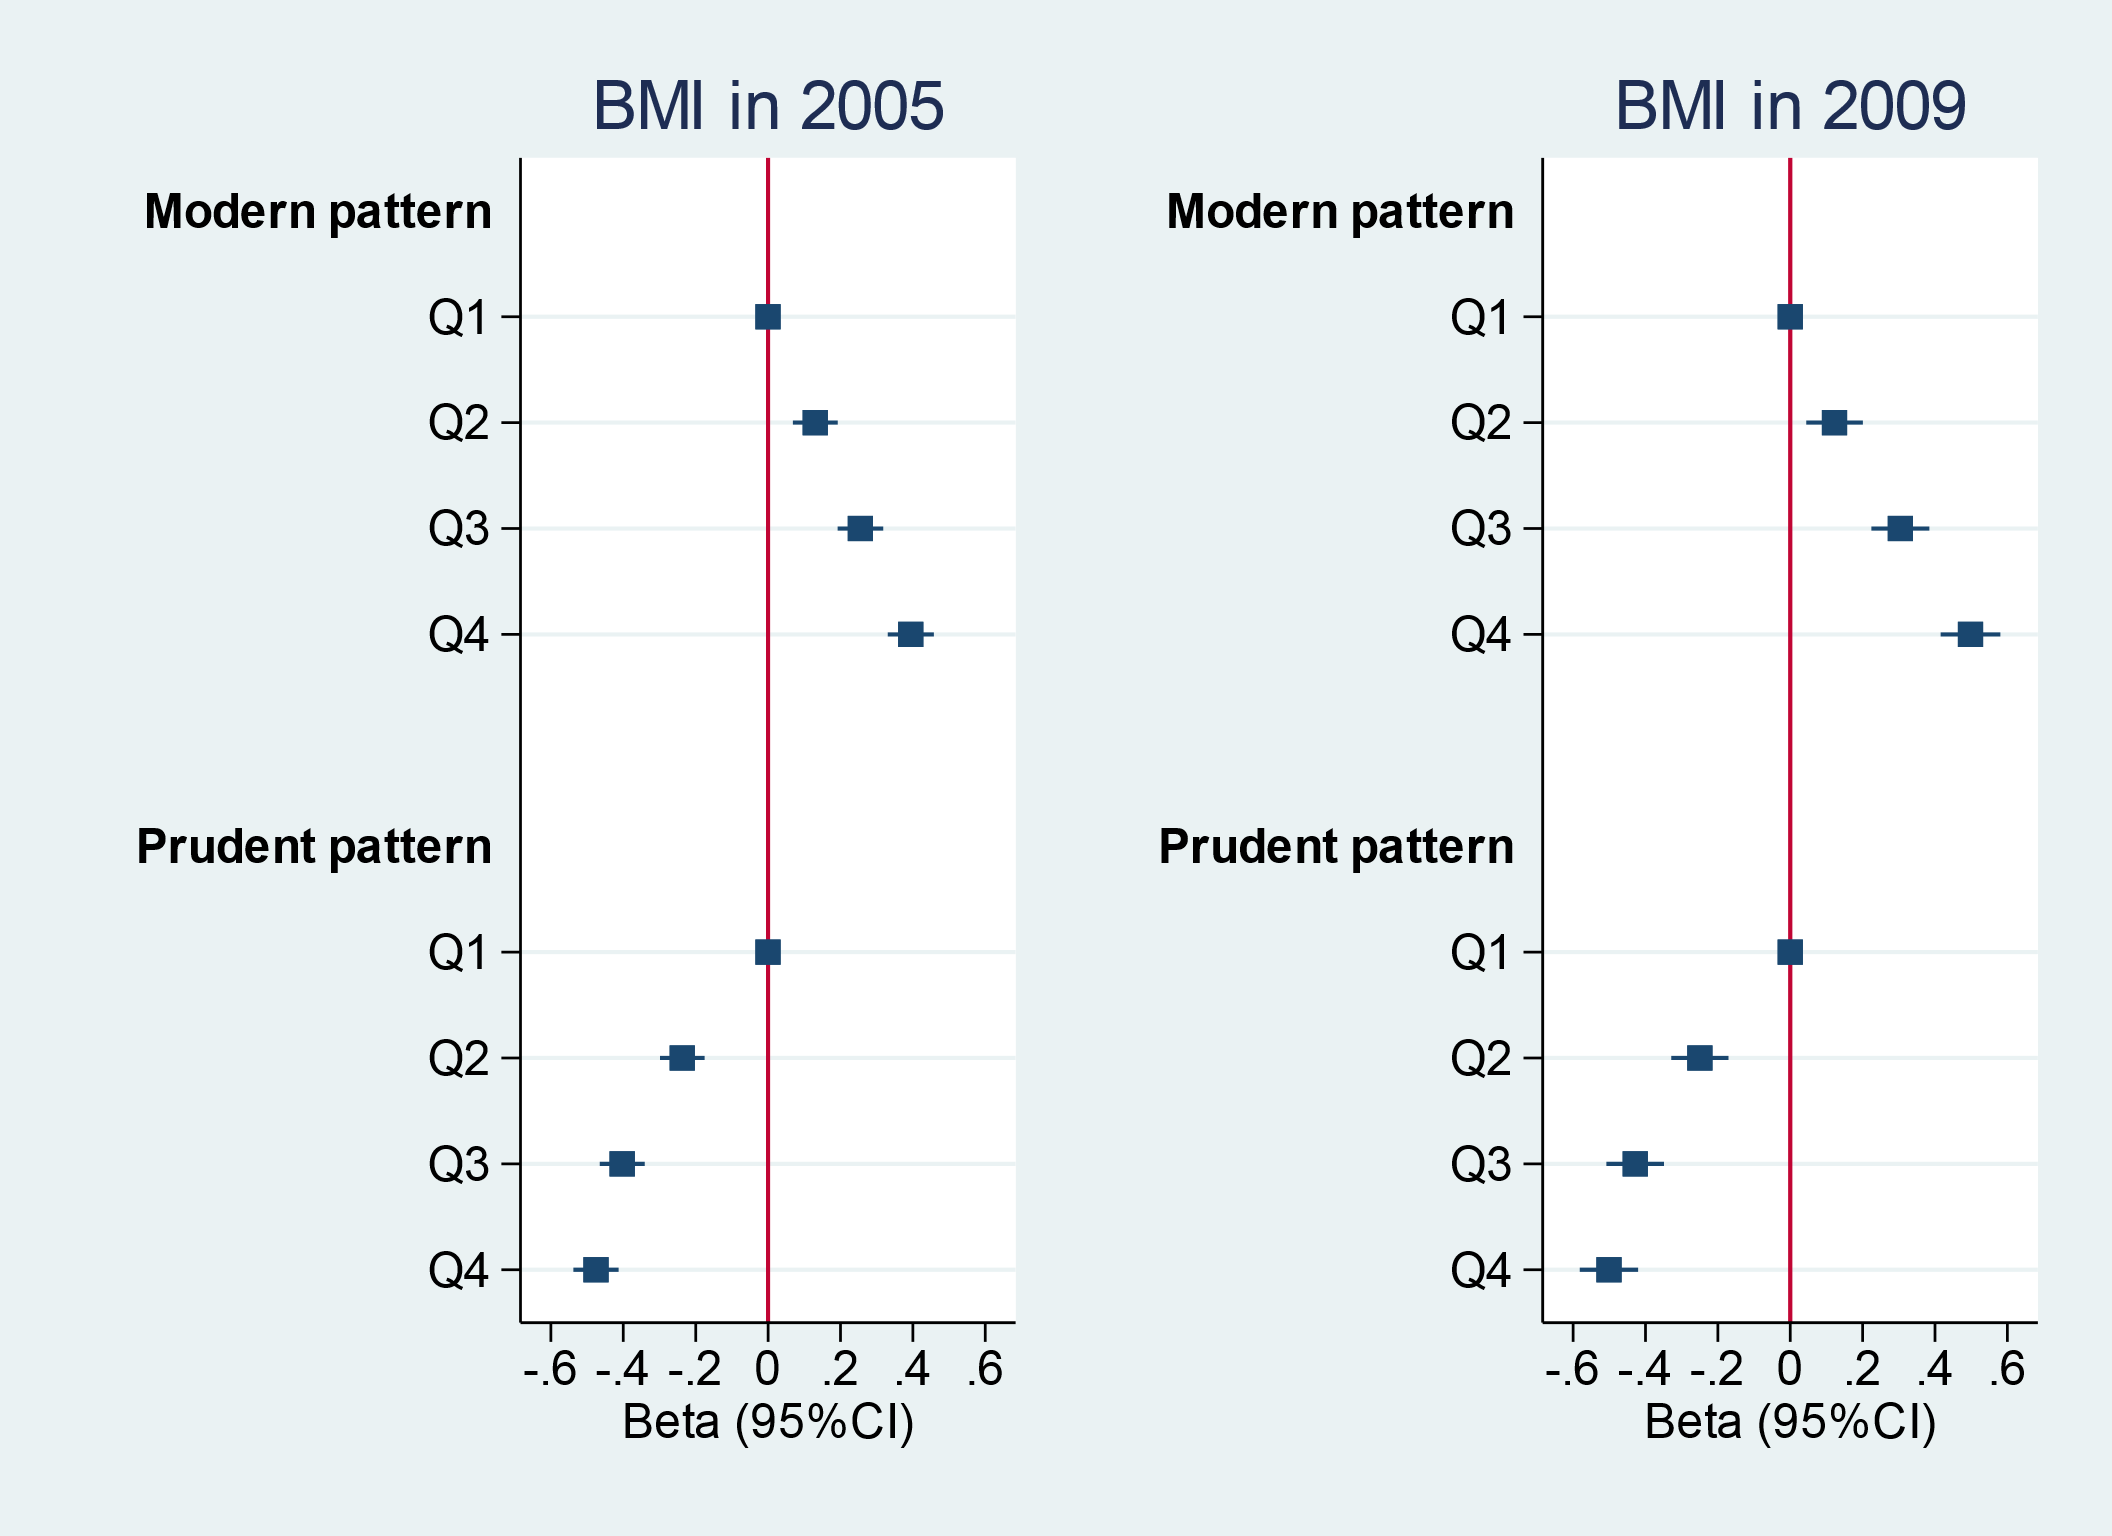 BMI in 2005
Modern pattern
Q1
Q2
Q3
Q4
Prudent pattern
Q1
Q2
Q3
Q4
-.6 -.4 -.2 0 .2 .4 .6
Beta (95%CI)
BMI in 2009
Modern pattern
Q1
Q2
Q3
Q4
Prudent pattern
Q1
Q2
Q3
Q4
-.6 -.4 -.2 0 .2 .4 .6
Beta (95%CI)